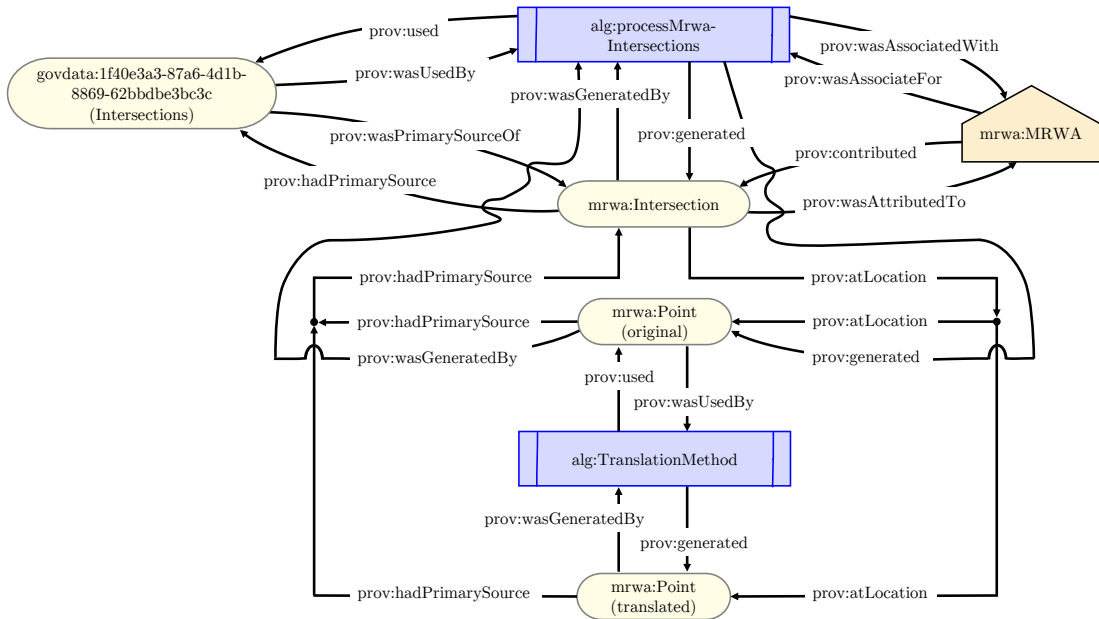 alg:processMrwa-
Intersections
prov:used
prov:wasAssociatedWith
govdata:1f40e3a3-87a6-4d1b-
8869-62bbdbe3bc3c
(Intersections)
prov:wasUsedBy
prov:wasAssociateFor
prov:wasGeneratedBy
prov:wasPrimarySourceOf
prov:generated
mrwa:MRWA
prov:contributed
prov:hadPrimarySource
mrwa:Intersection
prov:wasAttributedTo
prov:hadPrimarySource
prov:atLocation
prov:hadPrimarySource
mrwa:Point
(original)
prov:atLocation
prov:wasGeneratedBy
prov:generated
prov:used
prov:wasUsedBy
alg:TranslationMethod
prov:wasGeneratedBy
prov:generated
prov:hadPrimarySource
mrwa:Point
(translated)
prov:atLocation